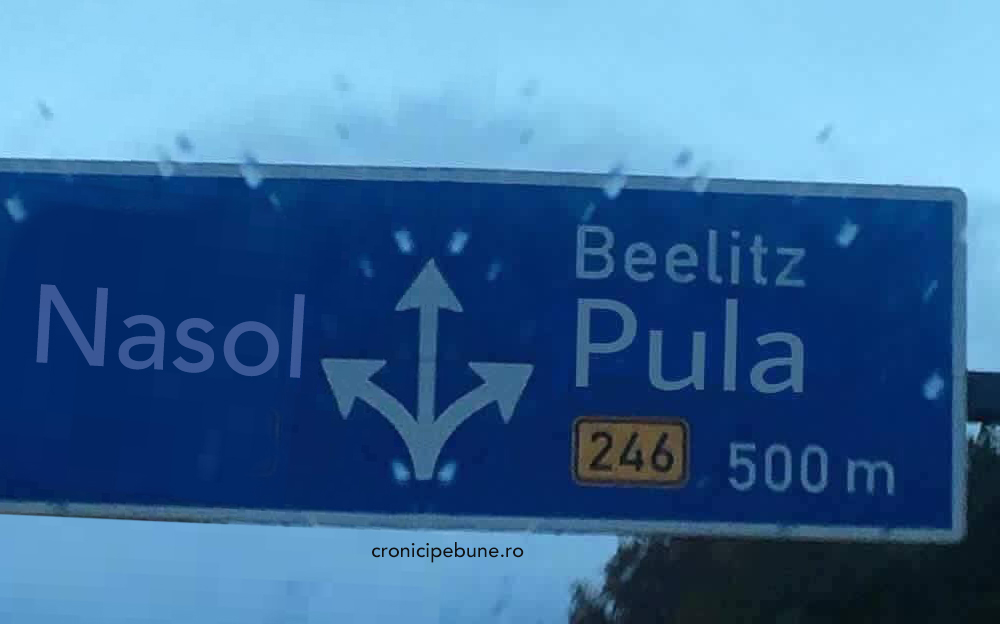 Nasol
Beelitz
Pula
246
500 m
cronicipebune.ro